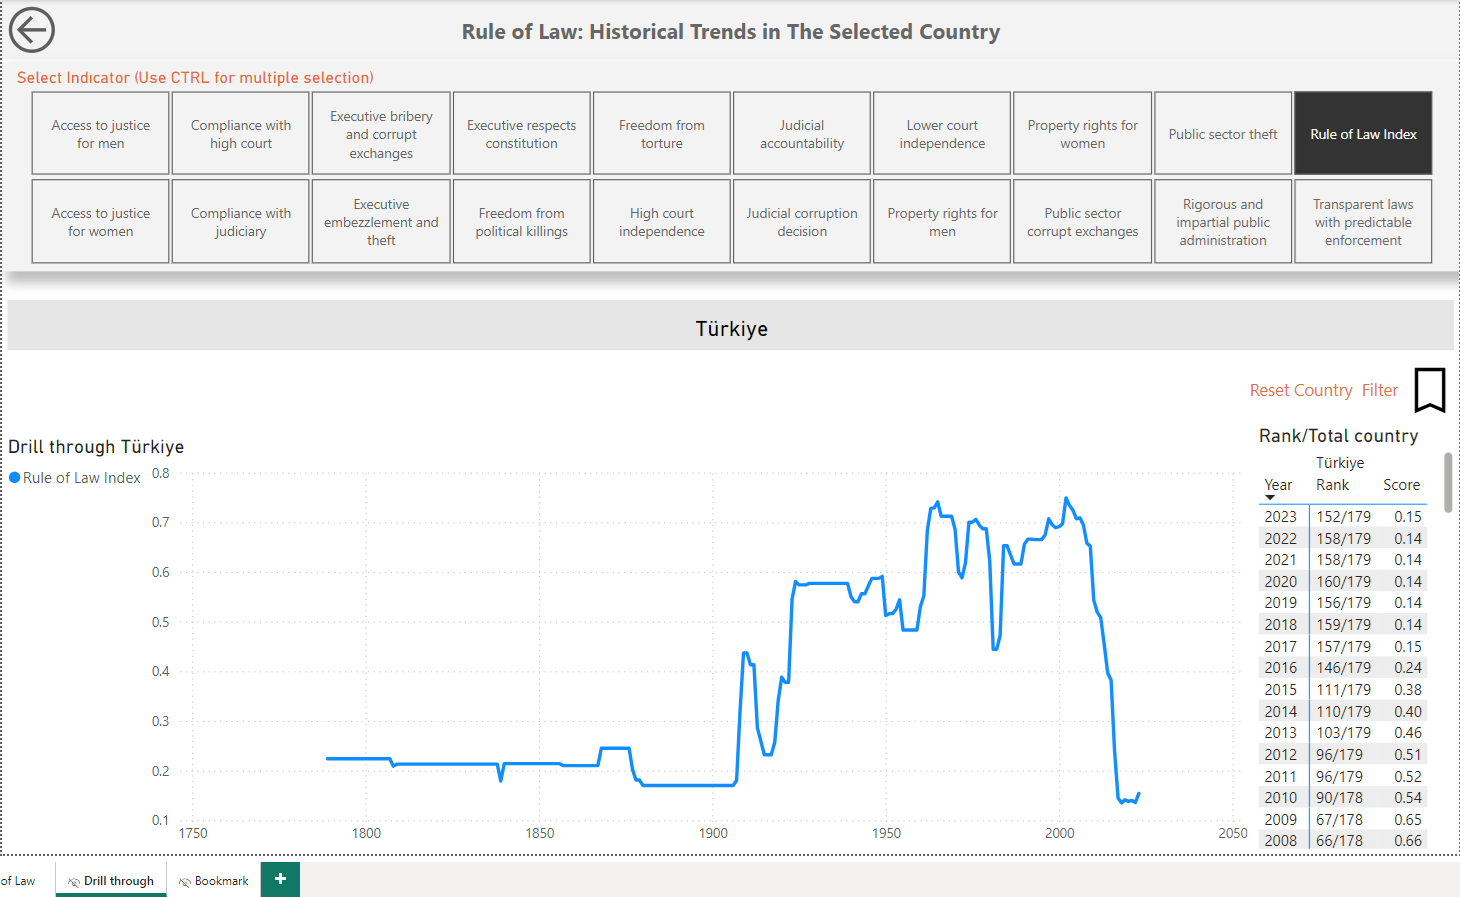 Rule of Law: Historical Trends in The Selected Country
Select Indicator (Use CTRL for multiple selection)
Access to justice
for men
Compliance with
high court
Executive bribery
and corrupt
exchanges
Executive respects
constitution
Freedom from
torture
Judicial
accountability
Lower court
independence
Property rights for
women
Public sector theft
Rule of Law Index
Access to justice
for women
Compliance with
judiciary
Executive
embezzlement and
theft
Freedom from
political killings
High court
independence
Judicial corruption
decision
Property rights for
men
Public sector
corrupt exchanges
Rigorous and
impartial public
administration
Transparent laws
with predictable
enforcement
Türkiye
Reset Country Filter
Drill through Türkiye
Rule of Law Index
0.8
0.7
0.6
0.5
0.4
0.3
0.2
0.1
1750 1800 1850 1900 1950 2000 2050
Rank/Total country
Türkiye
Year Rank Score
2023 152/179 0.15
2022 158/179 0.14
2021 158/179 0.14
2020 160/179 0.14
2019 156/179 0.14
2018 159/179 0.14
2017 157/179 0.15
2016 146/179 0.24
2015 111/179 0.38
2014 110/179 0.40
2013 103/179 0.46
2012 96/179 0.51
2011 96/179 0.52
2010 90/178 0.54
2009 67/178 0.65
2008 66/178 0.66
of Law Drill through Bookmark +